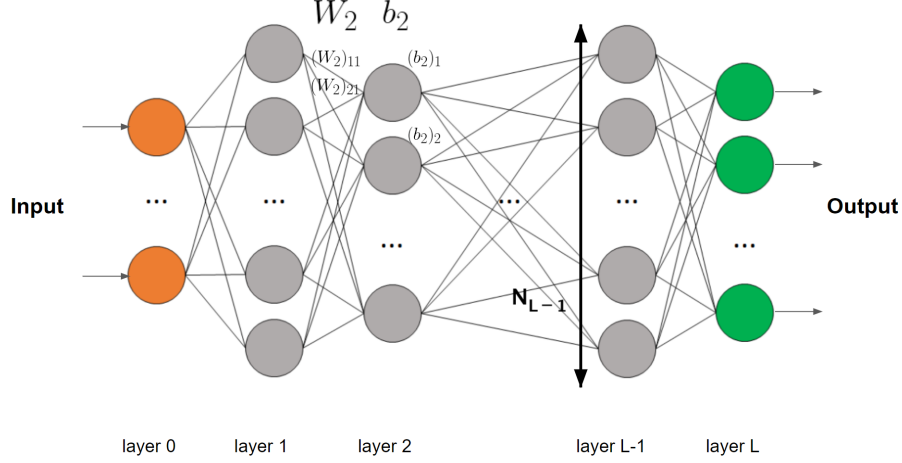 W₂ b₂
(W₂)₁₁ (b₂)₁
(W₂)₂₁
(b₂)₂
... ... ... ...
Input Output
... ...
N_{L-1}
layer 0 layer 1 layer 2 layer L-1 layer L